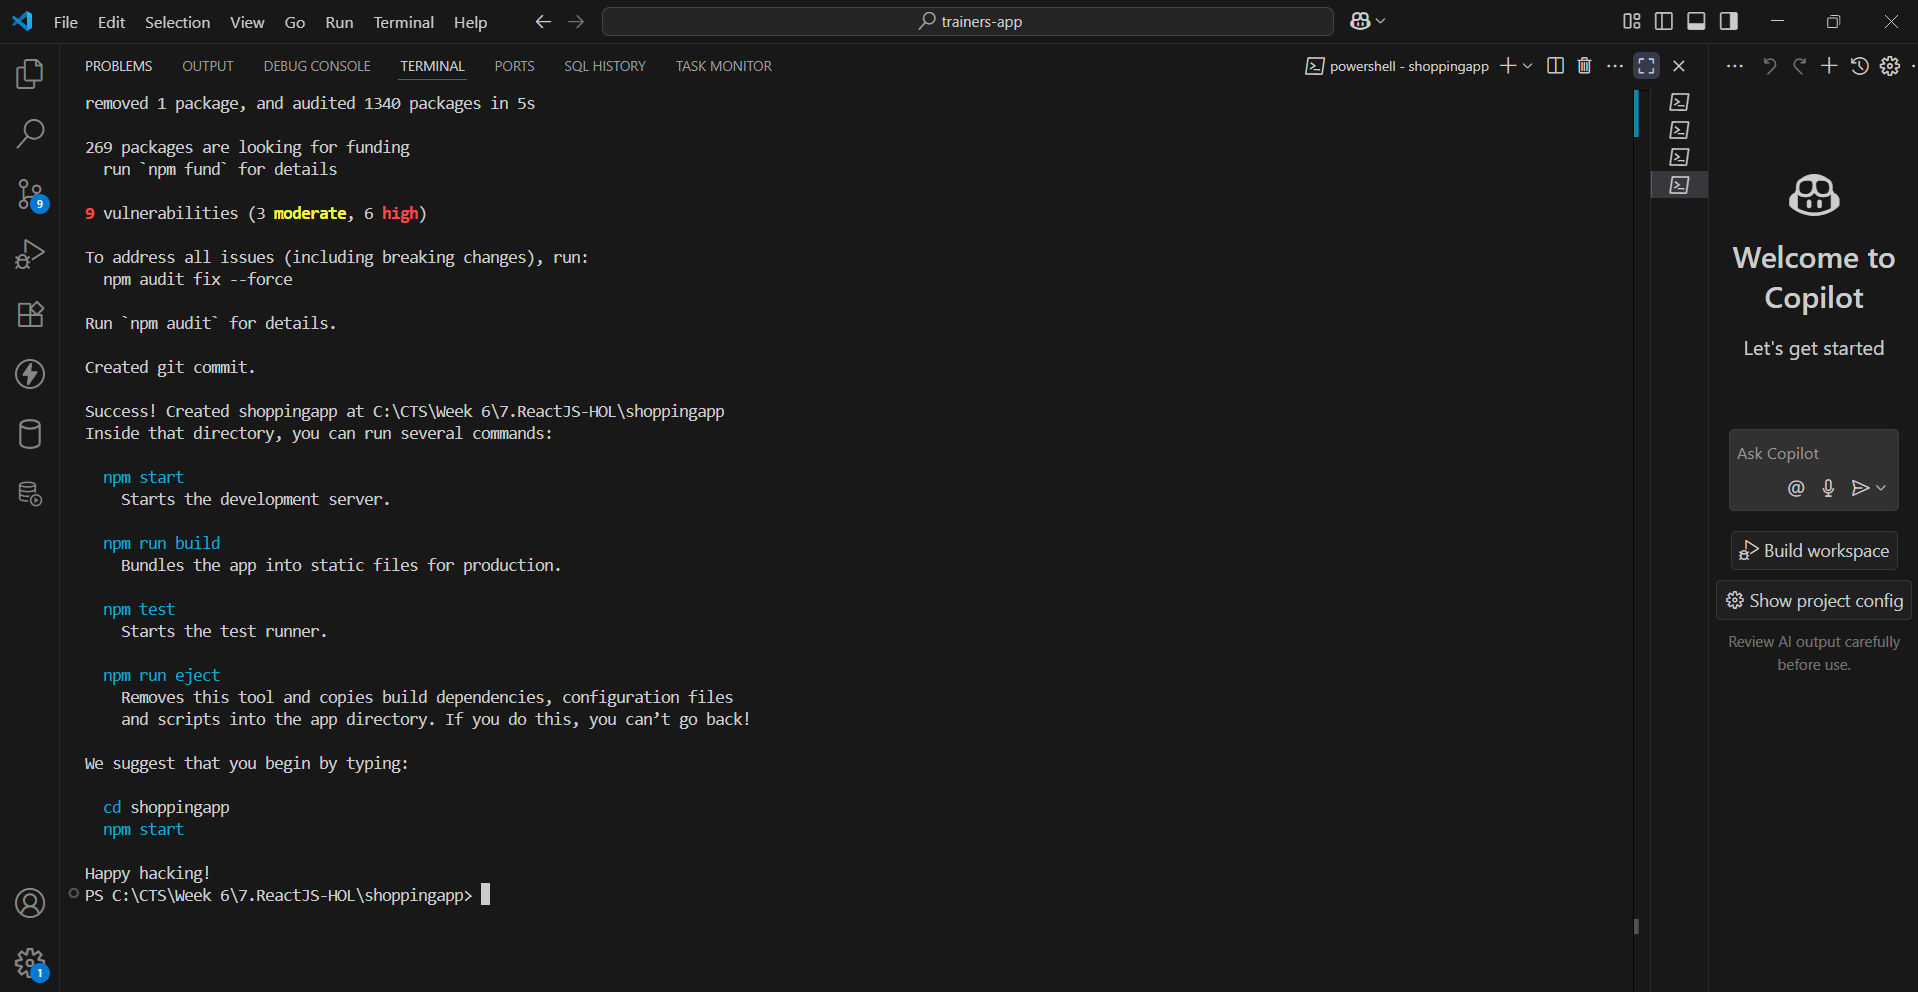 File Edit Selection View Go Run Terminal Help
trainers-app
PROBLEMS OUTPUT DEBUG CONSOLE TERMINAL PORTS SQL HISTORY TASK MONITOR
powershell - shoppingapp
removed 1 package, and audited 1340 packages in 5s
269 packages are looking for funding
run `npm fund` for details
9 vulnerabilities (3 moderate, 6 high)
To address all issues (including breaking changes), run:
npm audit fix --force
Run `npm audit` for details.
Created git commit.
Success! Created shoppingapp at C:\CTS\Week 6\7.ReactJS-HOL\shoppingapp
Inside that directory, you can run several commands:
npm start
Starts the development server.
npm run build
Bundles the app into static files for production.
npm test
Starts the test runner.
npm run eject
Removes this tool and copies build dependencies, configuration files
and scripts into the app directory. If you do this, you can’t go back!
We suggest that you begin by typing:
cd shoppingapp
npm start
Happy hacking!
PS C:\CTS\Week 6\7.ReactJS-HOL\shoppingapp>
9
1
Welcome to
Copilot
Let's get started
Ask Copilot
@
Build workspace
Show project config
Review AI output carefully
before use.